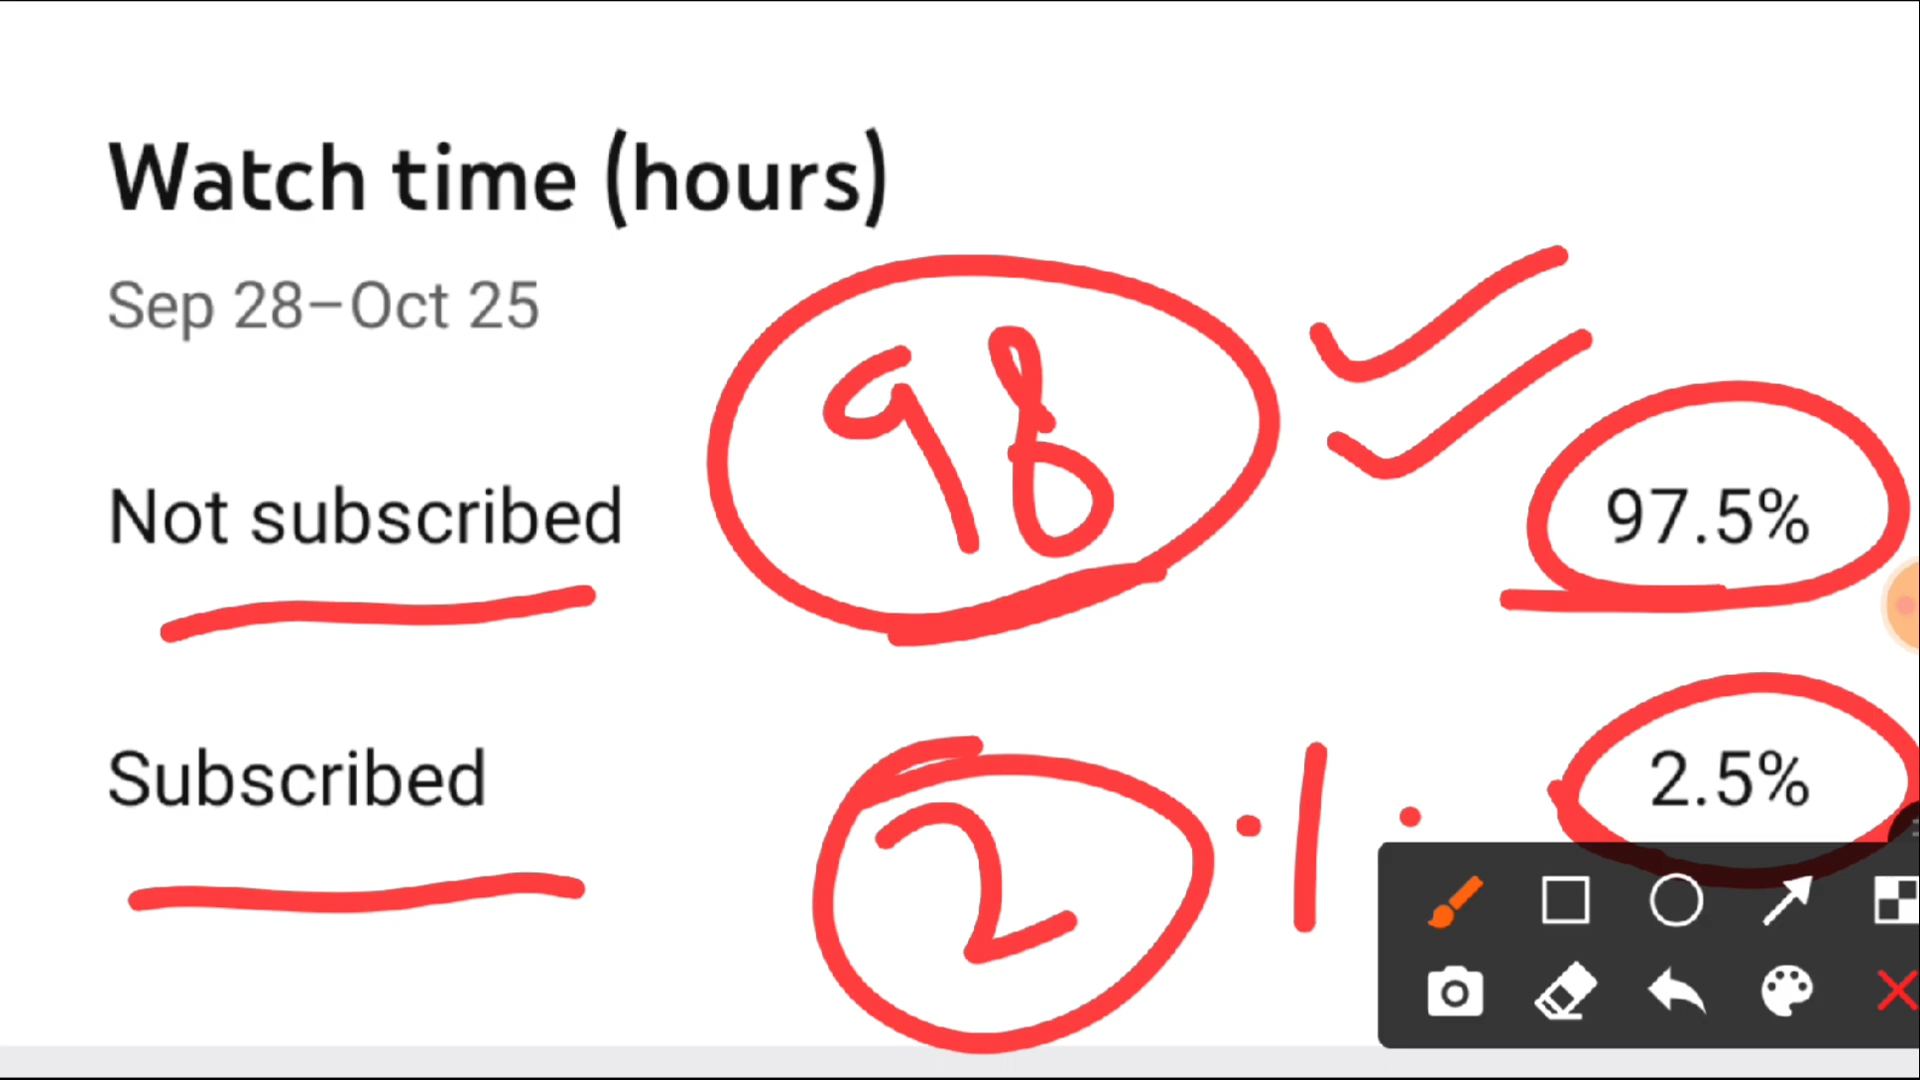 Watch time (hours)
Sep 28–Oct 25
98
Not subscribed 97.5%
Subscribed 2.5%
2 %